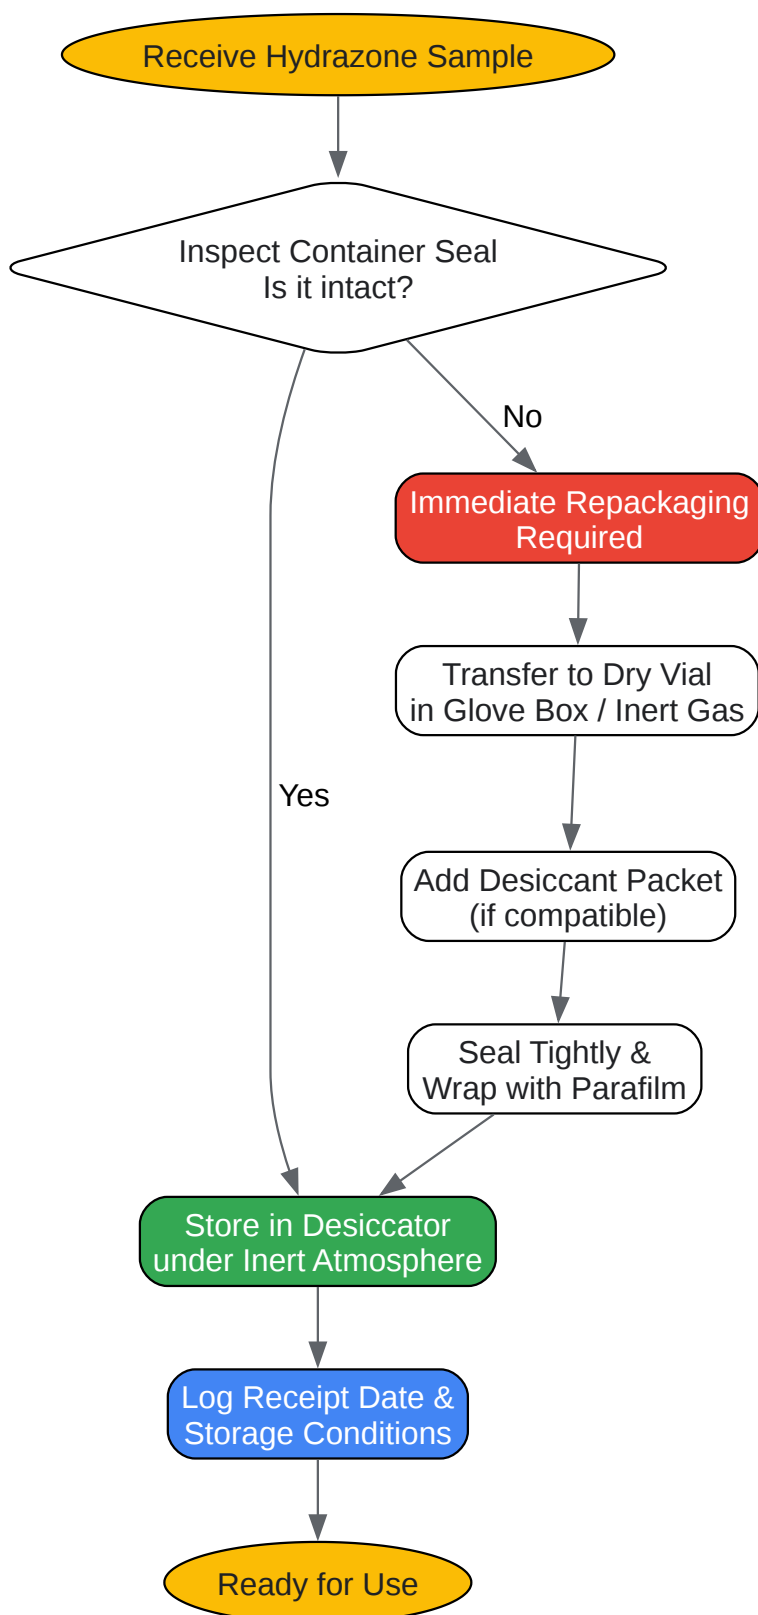 Receive Hydrazone Sample
Inspect Container Seal
Is it intact?
No
Immediate Repackaging
Required
Transfer to Dry Vial
in Glove Box / Inert Gas
Yes
Add Desiccant Packet
(if compatible)
Seal Tightly &
Wrap with Parafilm
Store in Desiccator
under Inert Atmosphere
Log Receipt Date &
Storage Conditions
Ready for Use